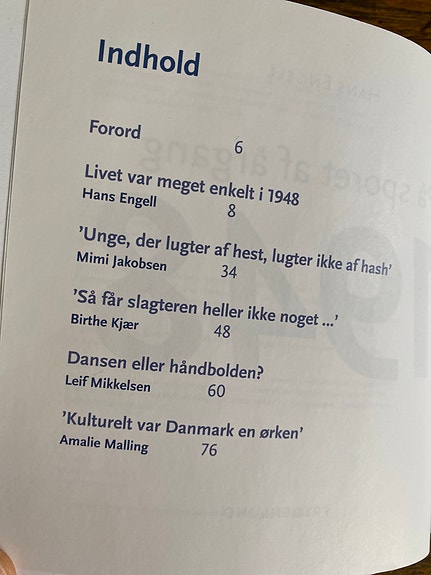 Indhold
Forord
6
Livet var meget enkelt i 1948
Hans Engell
8
'Unge, der lugter af hest, lugter ikke af hash'
Mimi Jakobsen
34
'Så får slagteren heller ikke noget ...'
Birthe Kjær
48
Dansen eller håndbolden?
Leif Mikkelsen
60
'Kulturelt var Danmark en ørken'
Amalie Malling
76